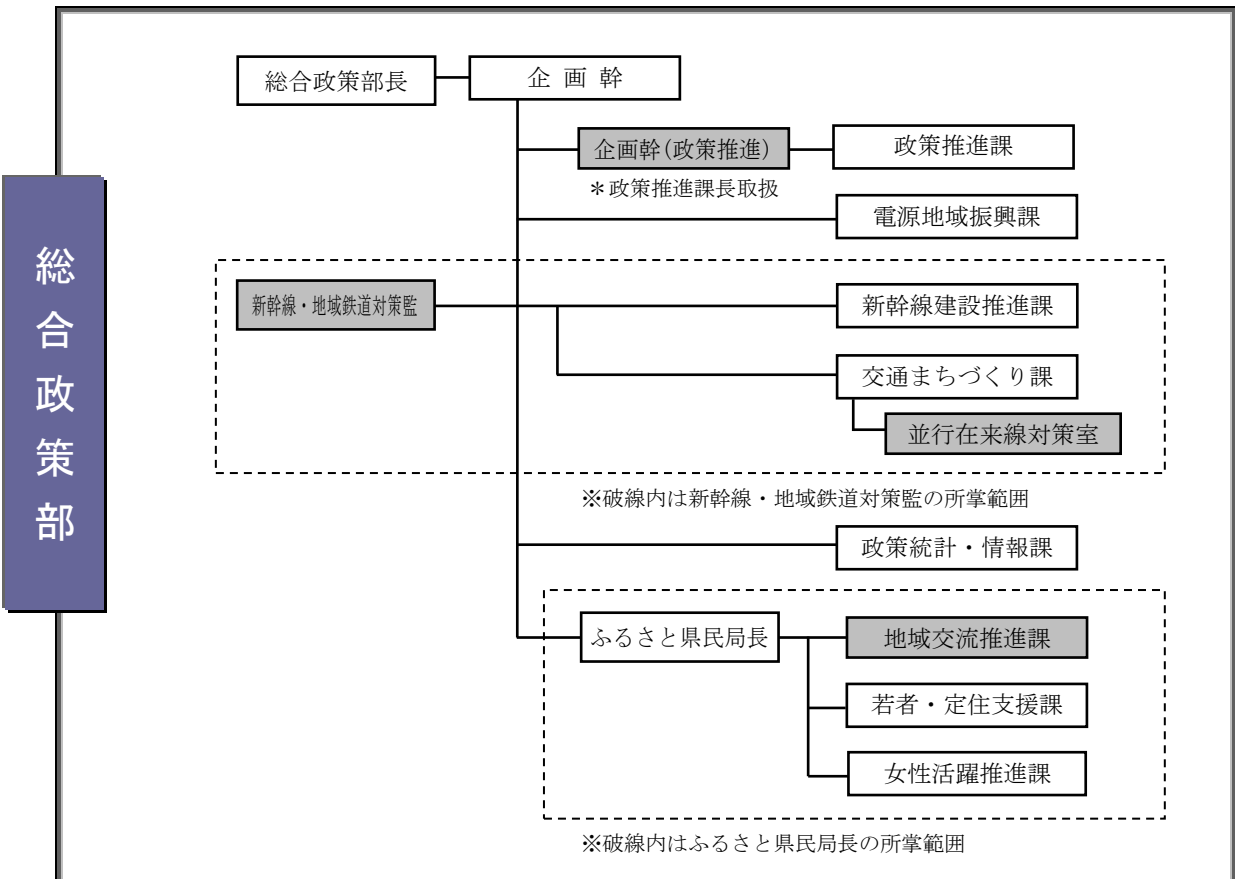 総合政策部
総合政策部長
企 画 幹
企画幹(政策推進)
政策推進課
＊政策推進課長取扱
電源地域振興課
新幹線・地域鉄道対策監
新幹線建設推進課
交通まちづくり課
並行在来線対策室
※破線内は新幹線・地域鉄道対策監の所掌範囲
政策統計・情報課
ふるさと県民局長
地域交流推進課
若者・定住支援課
女性活躍推進課
※破線内はふるさと県民局長の所掌範囲